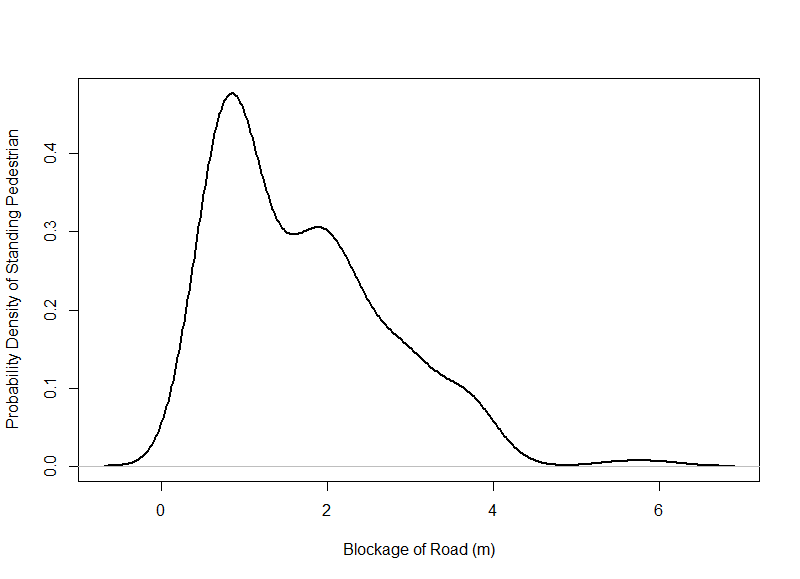 Probability Density of Standing Pedestrian
0.4
0.3
0.2
0.1
0.0
0 2 4 6
Blockage of Road (m)